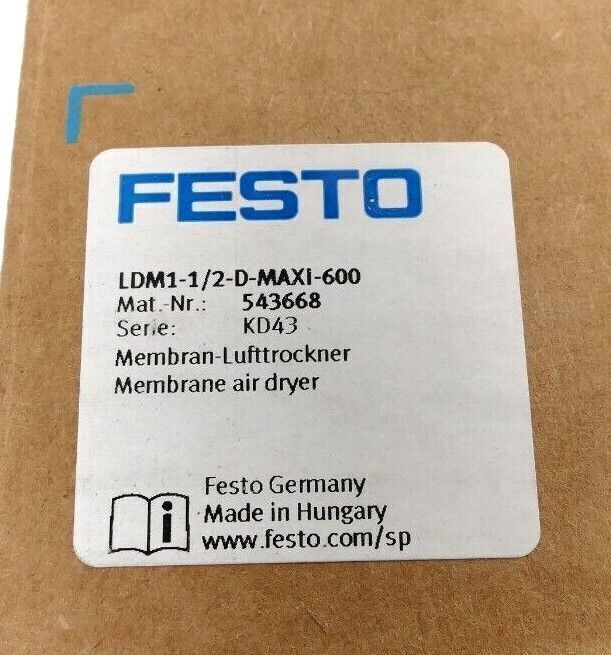 FESTO
LDM1-1/2-D-MAXI-600
Mat.-Nr.: 543668
Serie: KD43
Membran-Lufttrockner
Membrane air dryer
Festo Germany
Made in Hungary
www.festo.com/sp